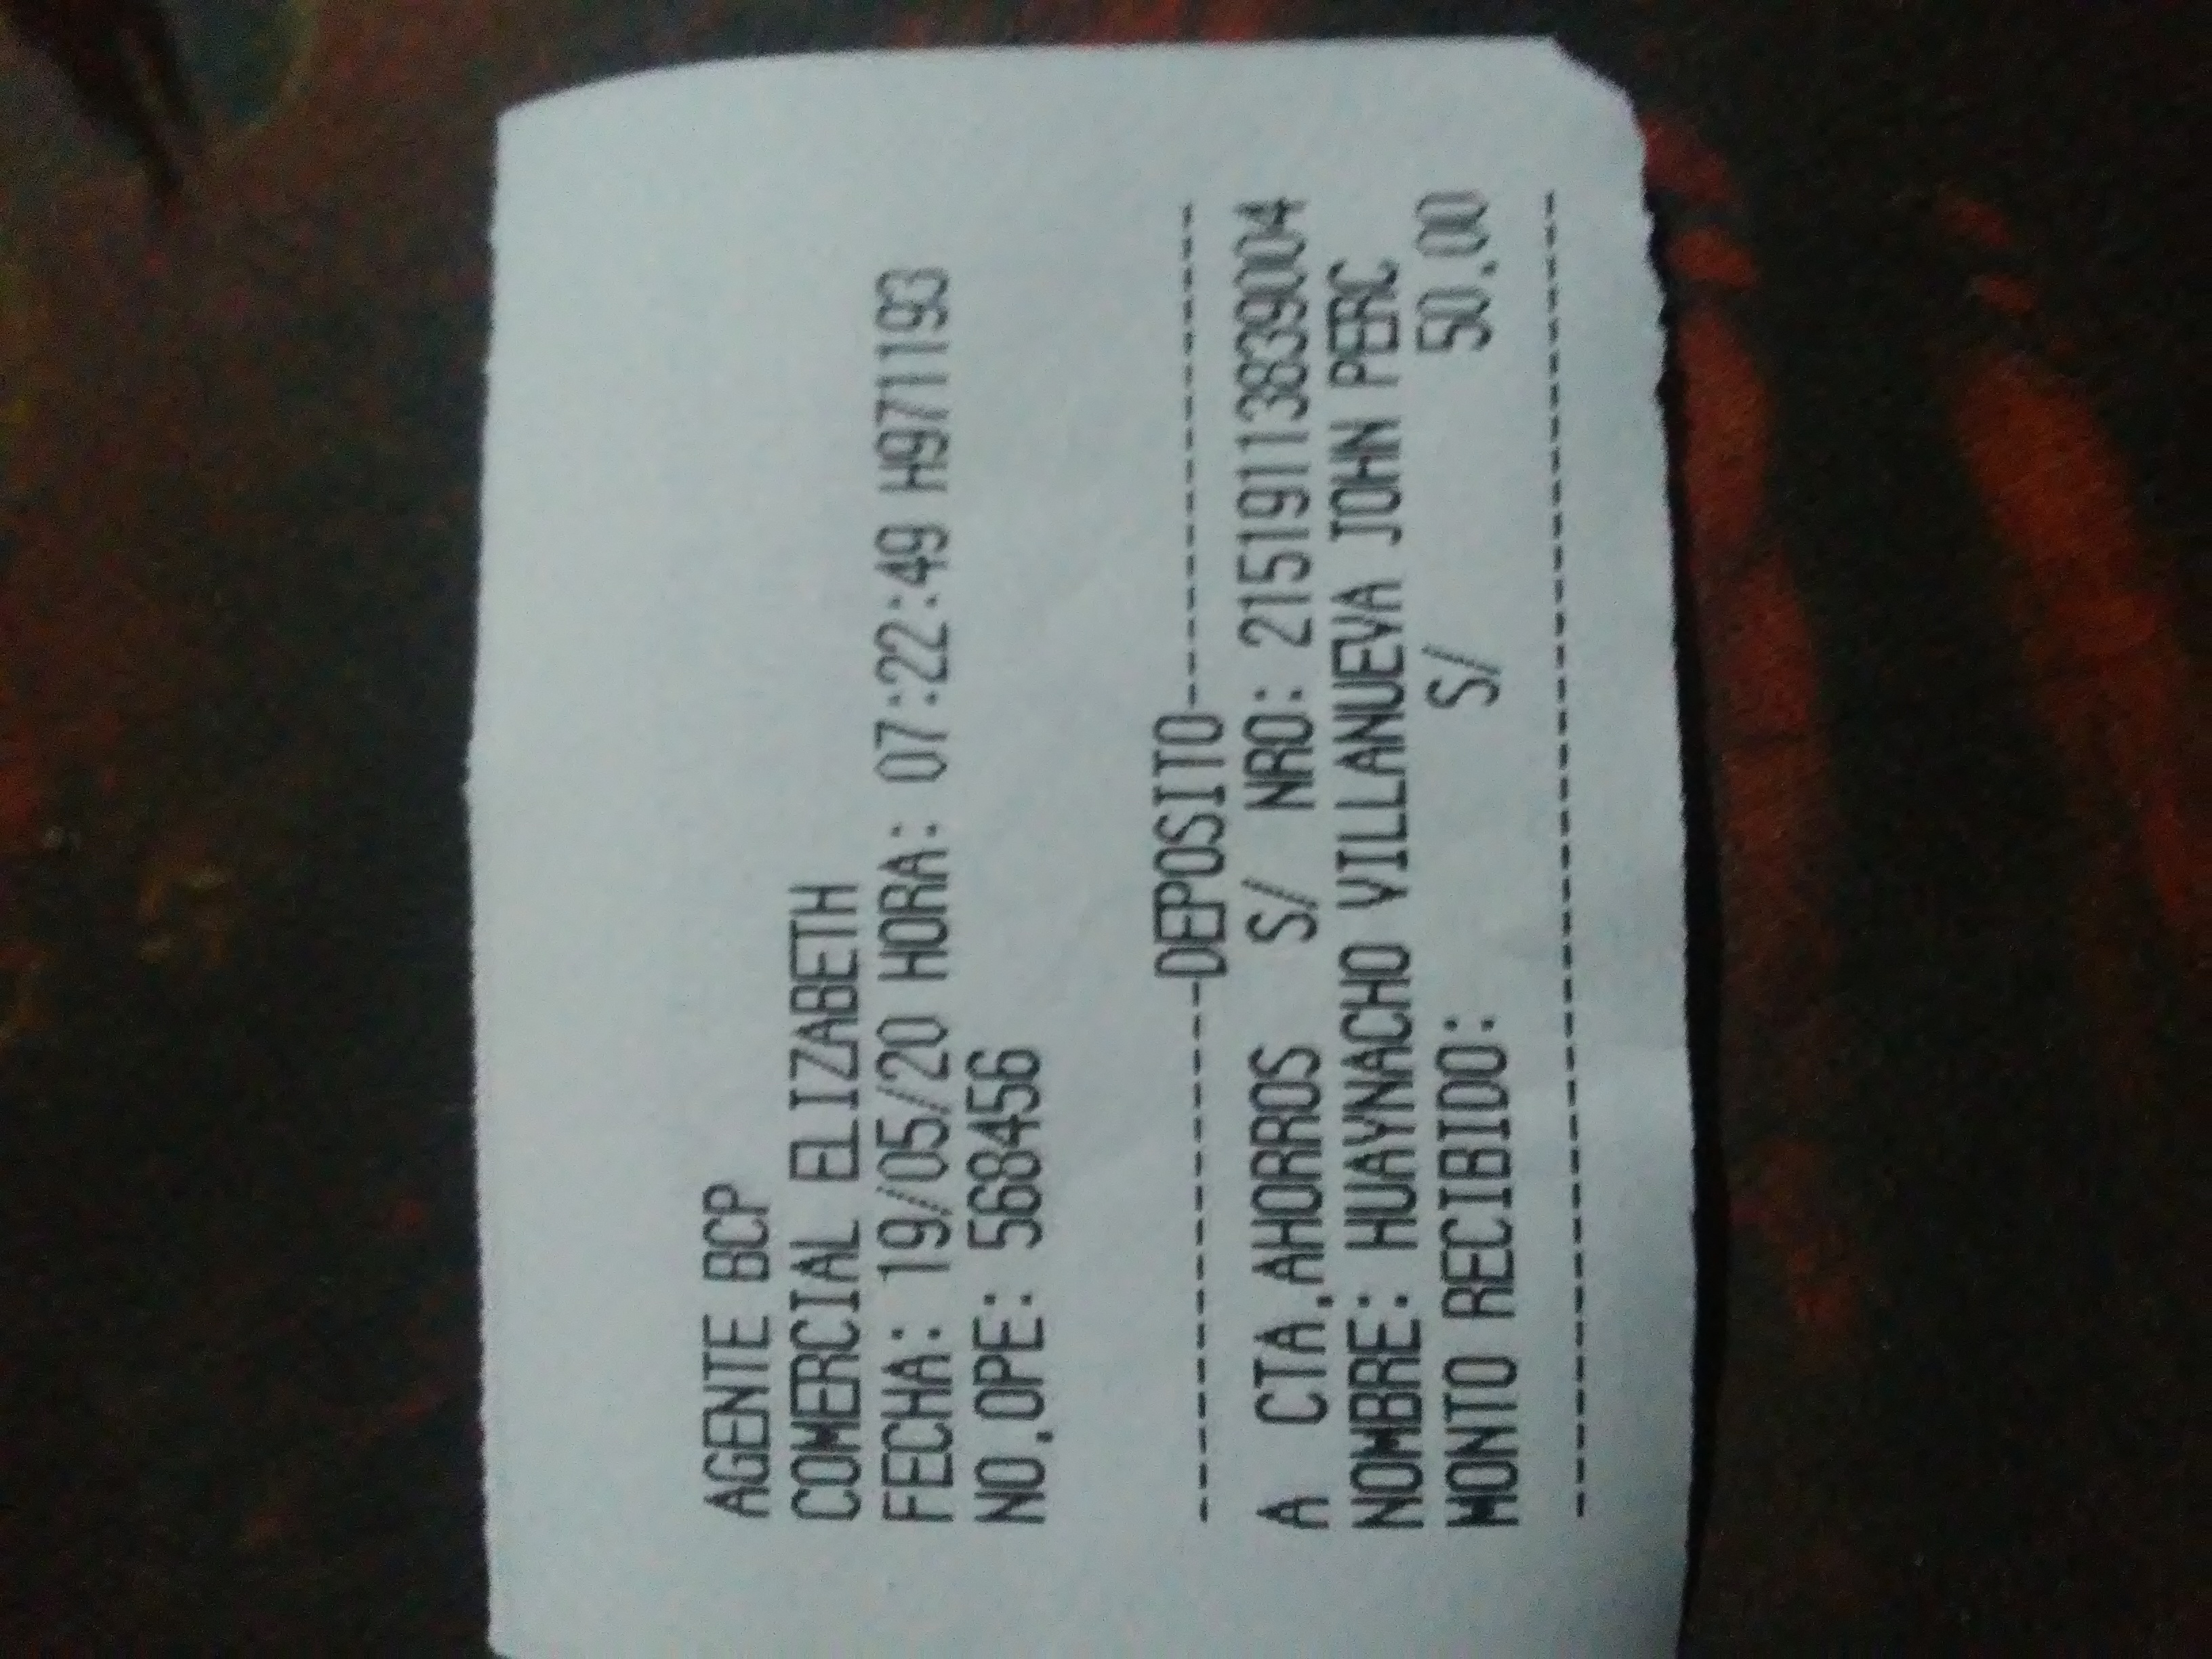 AGENTE BCP
COMERCIAL ELIZABETH
FECHA: 19/05/20 HORA: 07:22:49 H971193
NO.OPE: 568456
----------------DEPOSITO---------------
A  CTA.AHORROS   S/  NRO: 21519113839004
NOMBRE: HUAYNACHO VILLANUEVA JOHN PERC
MONTO RECIBIDO:         S/         50.00
---------------------------------------